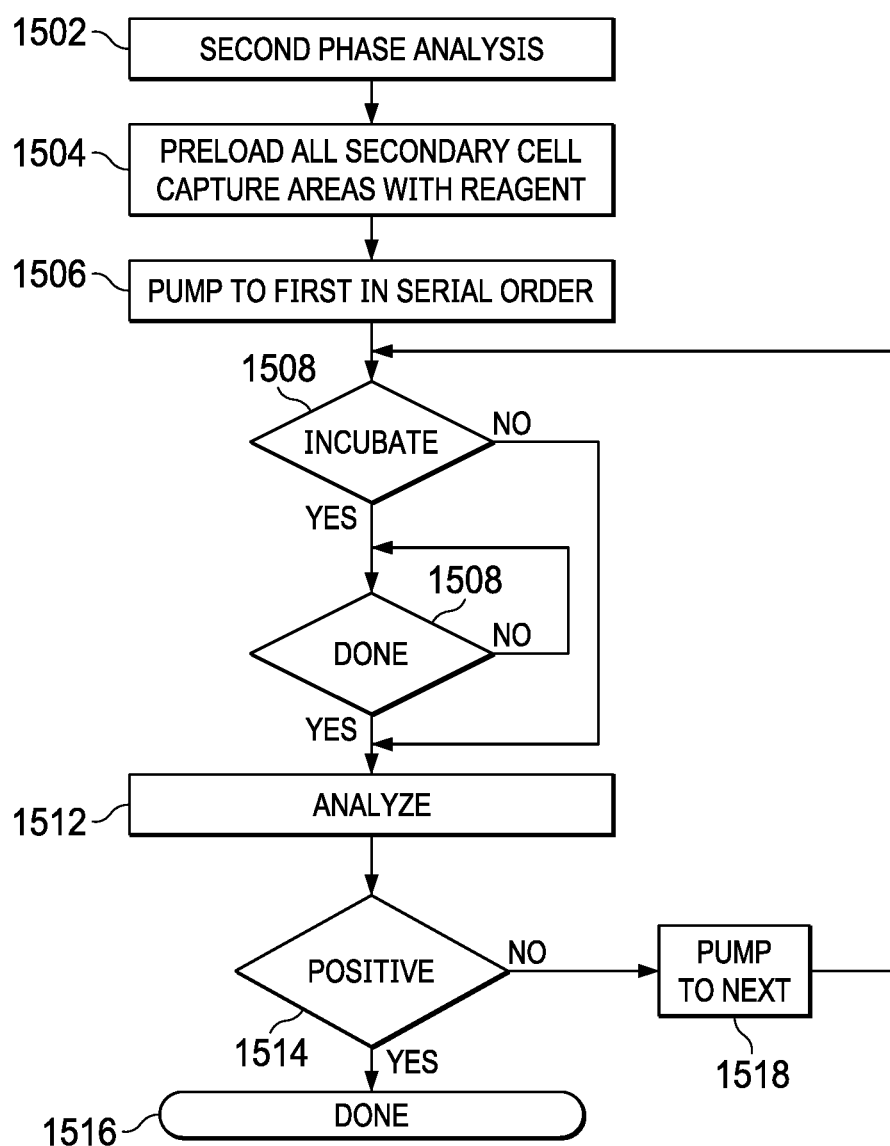 1502
SECOND PHASE ANALYSIS
1504
PRELOAD ALL SECONDARY CELL
CAPTURE AREAS WITH REAGENT
1506
PUMP TO FIRST IN SERIAL ORDER
1508
INCUBATE
NO
YES
1508
DONE
NO
YES
1512
ANALYZE
POSITIVE
NO
PUMP
TO NEXT
1514
YES
1518
1516
DONE